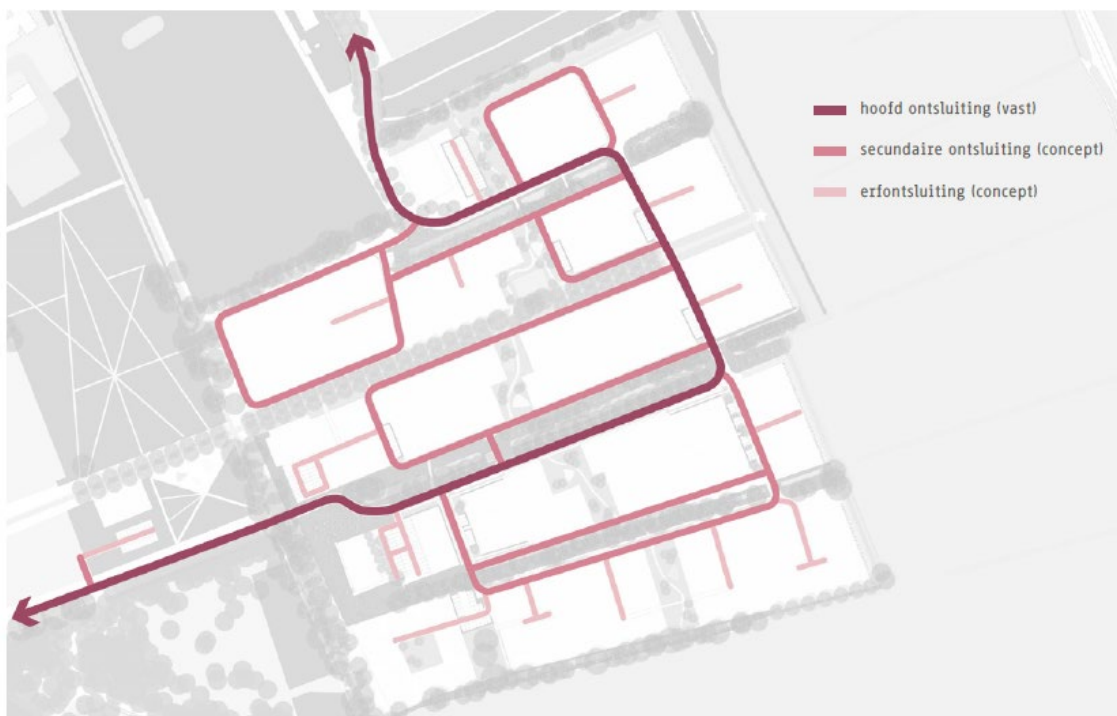 hoofd ontsluiting (vast)
secundaire ontsluiting (concept)
erfontsluiting (concept)